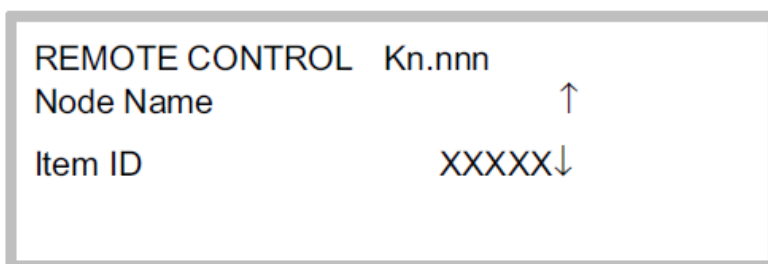 REMOTE CONTROL Kn.nnn
Node Name ↑
Item ID XXXXX↓